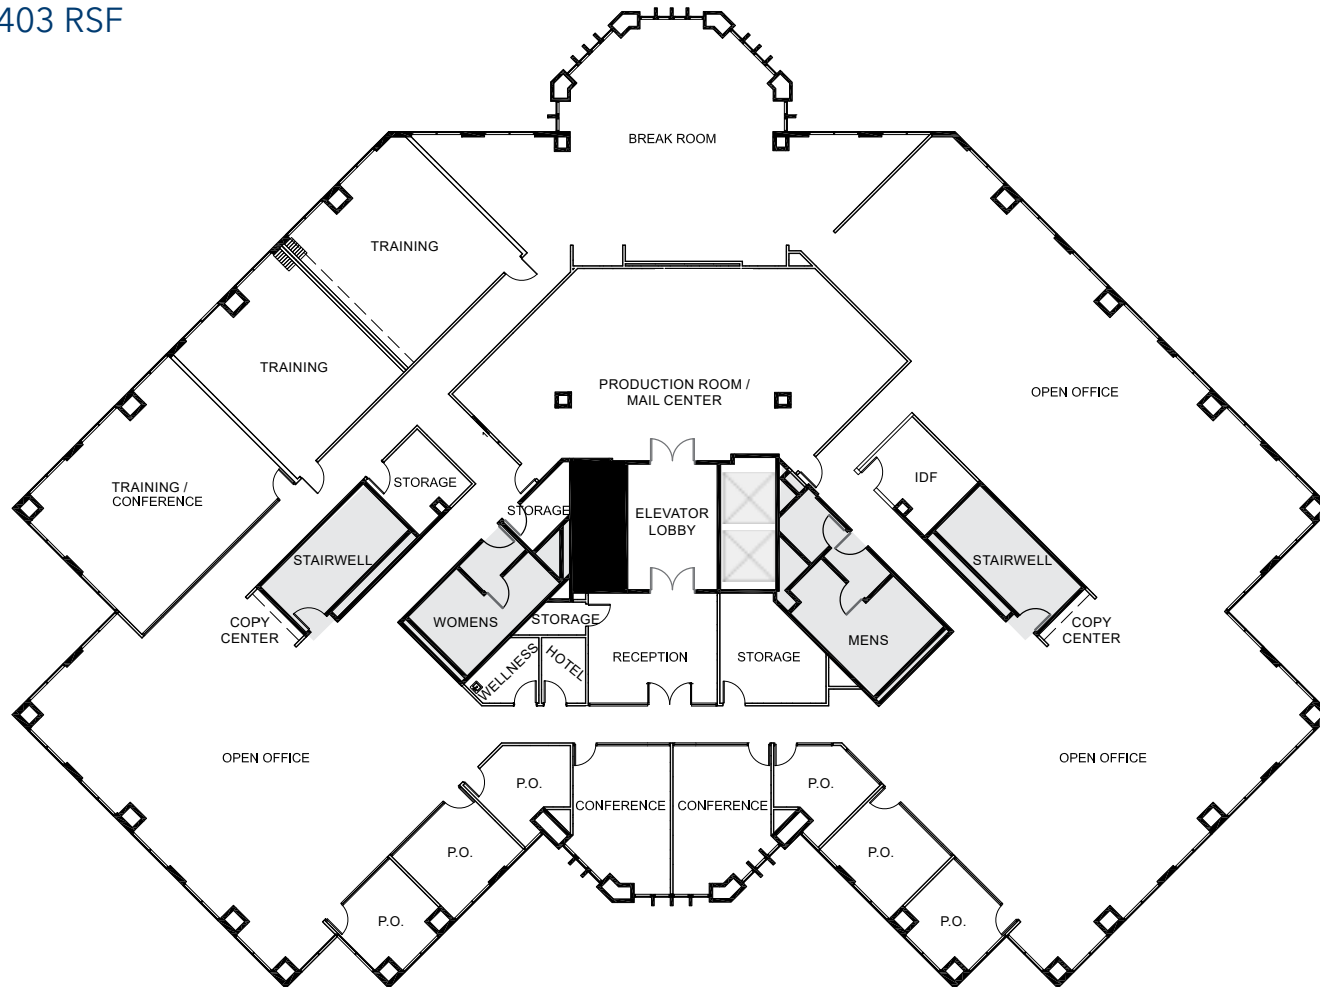 403 RSF
BREAK ROOM
TRAINING
TRAINING
PRODUCTION ROOM /
MAIL CENTER
OPEN OFFICE
TRAINING /
CONFERENCE
STORAGE
IDF
STORAGE
ELEVATOR
LOBBY
STAIRWELL
STAIRWELL
COPY
CENTER
WOMENS
STORAGE
MENS
COPY
CENTER
WELLNESS
HOTEL
RECEPTION
STORAGE
OPEN OFFICE
OPEN OFFICE
P.O.
CONFERENCE
CONFERENCE
P.O.
P.O.
P.O.
P.O.
P.O.